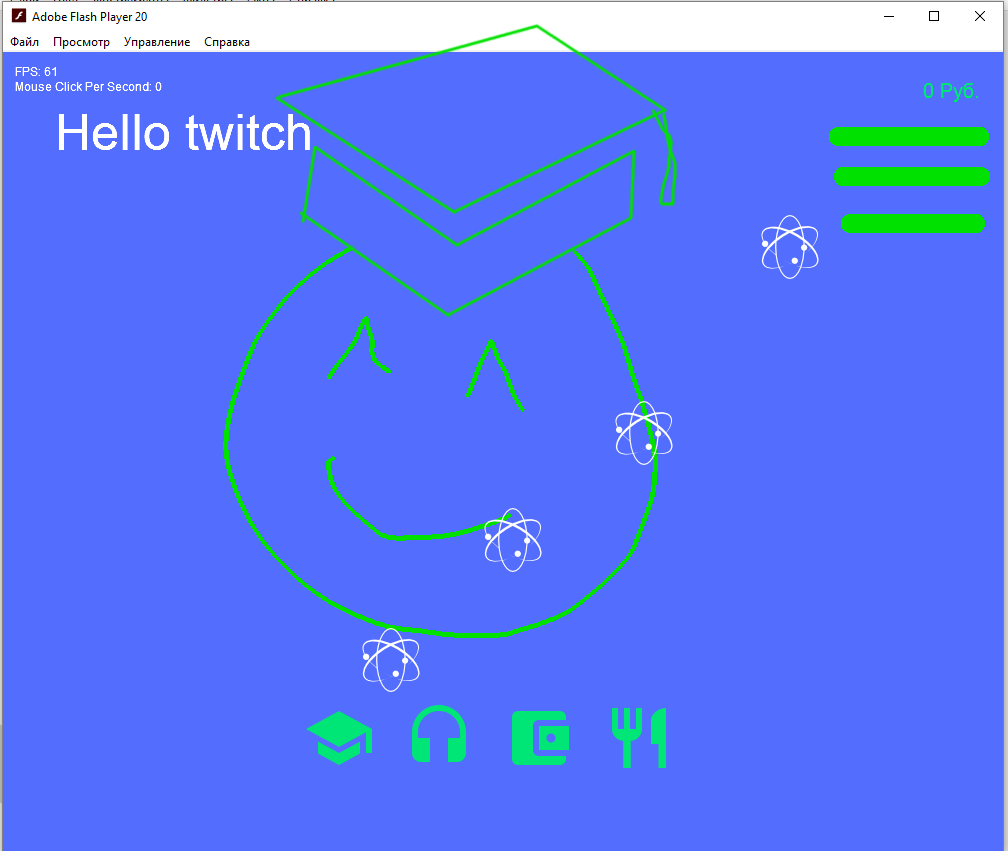 Adobe Flash Player 20
Файл Просмотр Управление Справка
FPS: 61
Mouse Click Per Second: 0
0 Руб.
Hello twitch